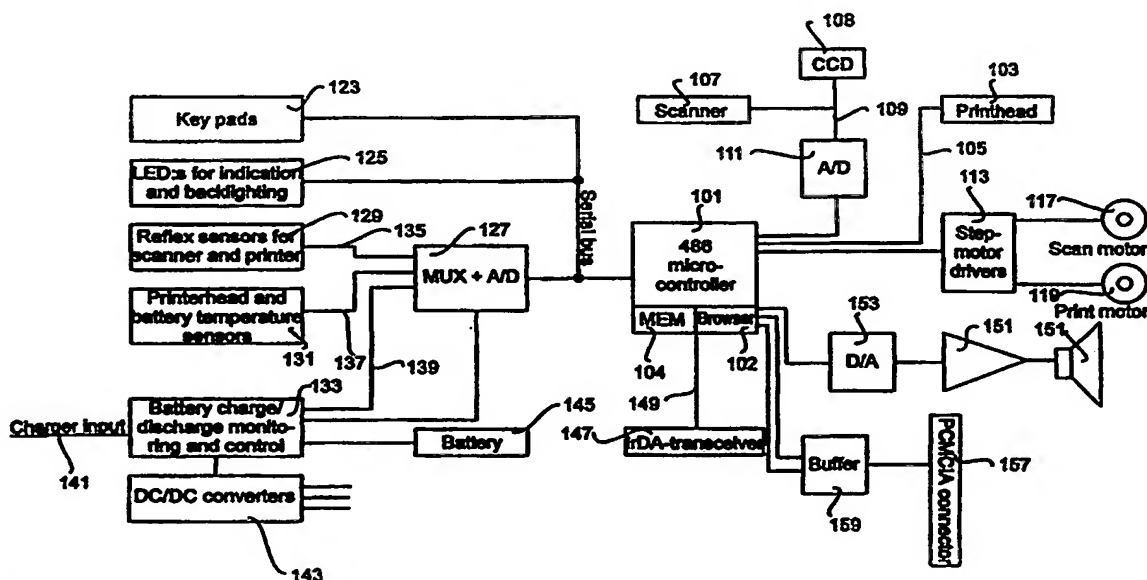 108
CCD
107
Scanner
103
Printhead
109
105
111
A/D
123
Key pads
125
LED:s for indication
and backlighting
129
Reflex sensors for
scanner and printer
135
127
MUX + A/D
Serial bus
101
486
micro-
controller
MEM
Browser
104
102
113
Step-
motor
drivers
117
Scan motor
119
Print motor
Printerhead and
battery temperature
sensors
131
137
139
153
D/A
151
151
133
Battery charge/
discharge monito-
ring and control
Charger input
141
145
Battery
149
147
IrDA-transceiver
Buffer
159
PCMCIA connector
157
DC/DC converters
143